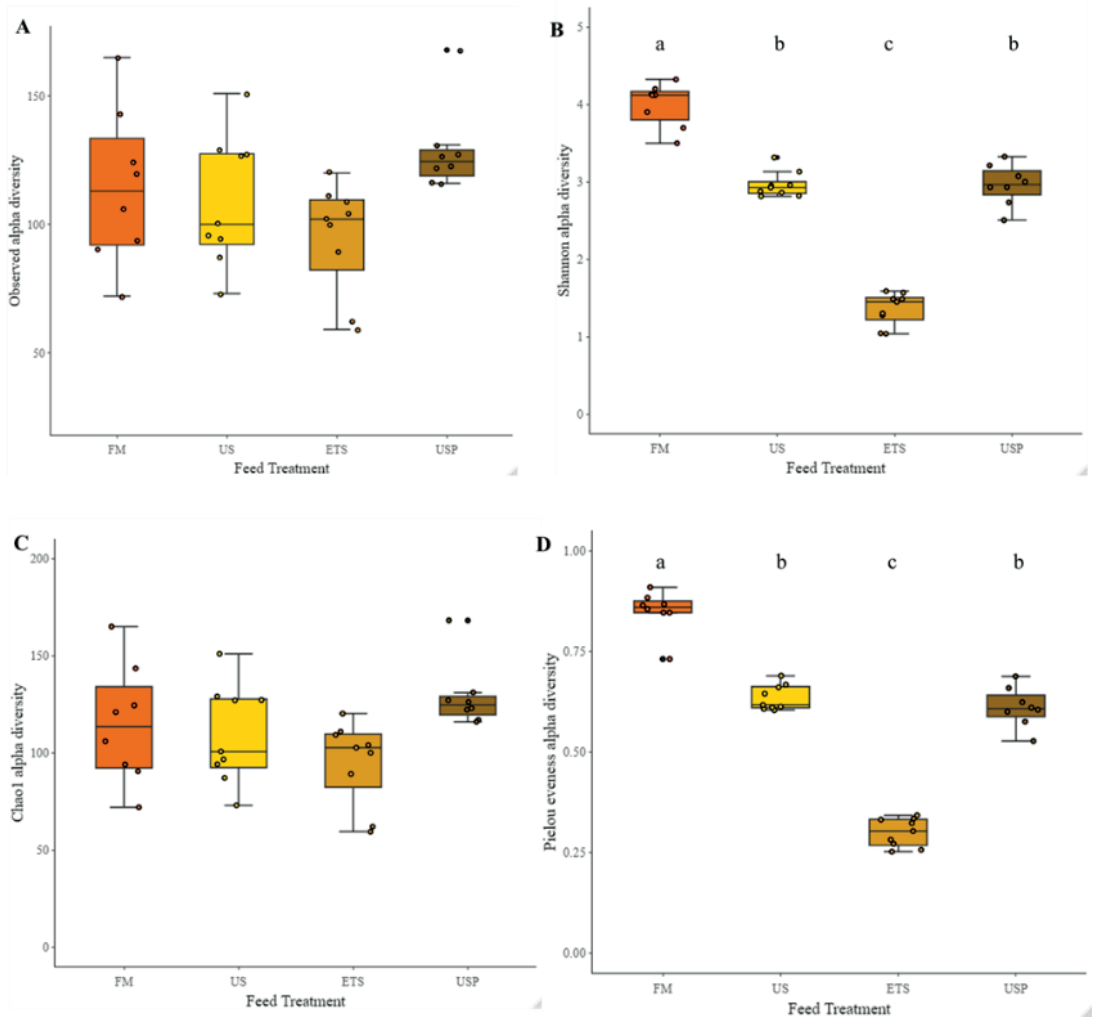 A
Observed alpha diversity
150
100
50
FM US ETS USP
Feed Treatment
B
a b c b
Shannon alpha diversity
5
4
3
2
1
0
FM US ETS USP
Feed Treatment
C
Chao1 alpha diversity
200
150
100
50
0
FM US ETS USP
Feed Treatment
D
a b c b
Pielou eveness alpha diversity
1.00
0.75
0.50
0.25
0.00
FM US ETS USP
Feed Treatment